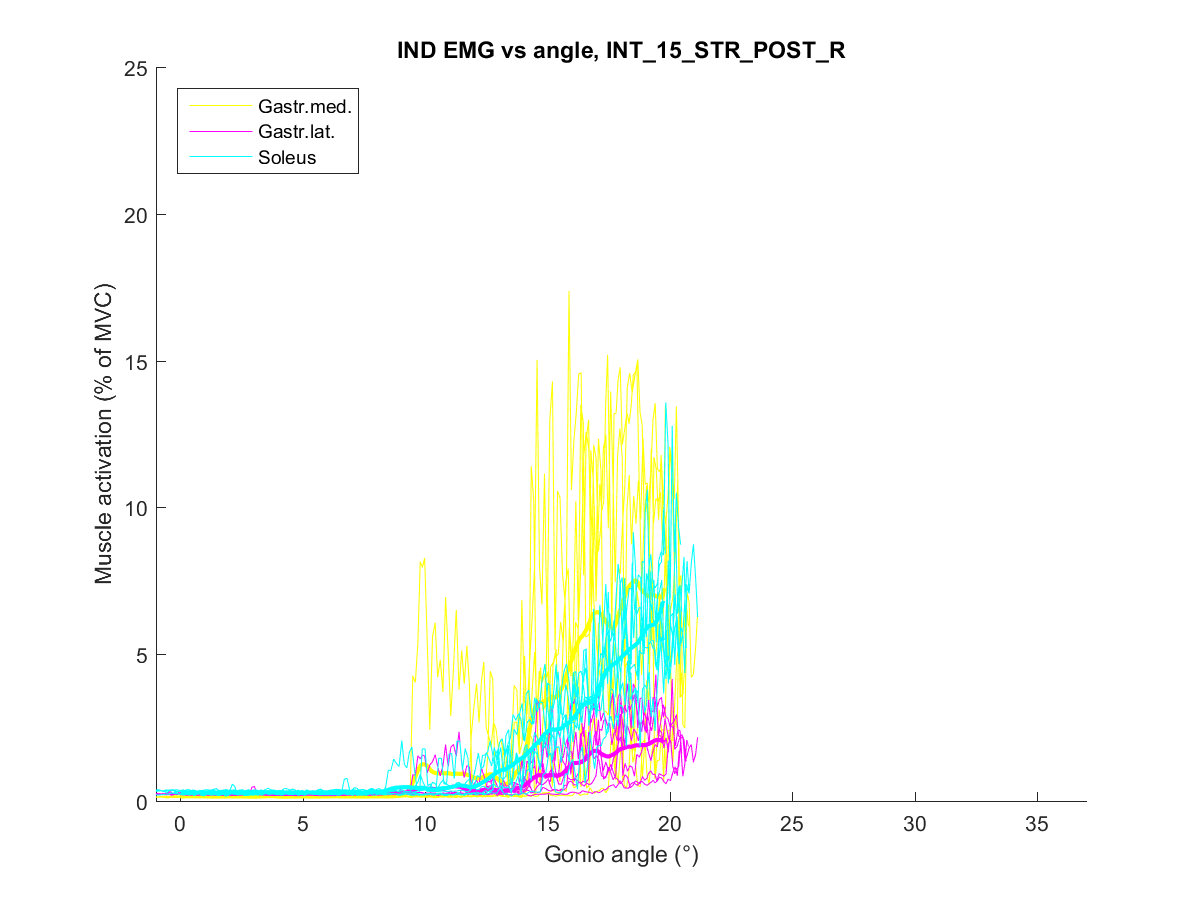 IND EMG vs angle, INT_15_STR_POST_R
25
20
15
10
5
0
Gastr.med.
Gastr.lat.
Soleus
Muscle activation (% of MVC)
0 5 10 15 20 25 30 35
Gonio angle (°)